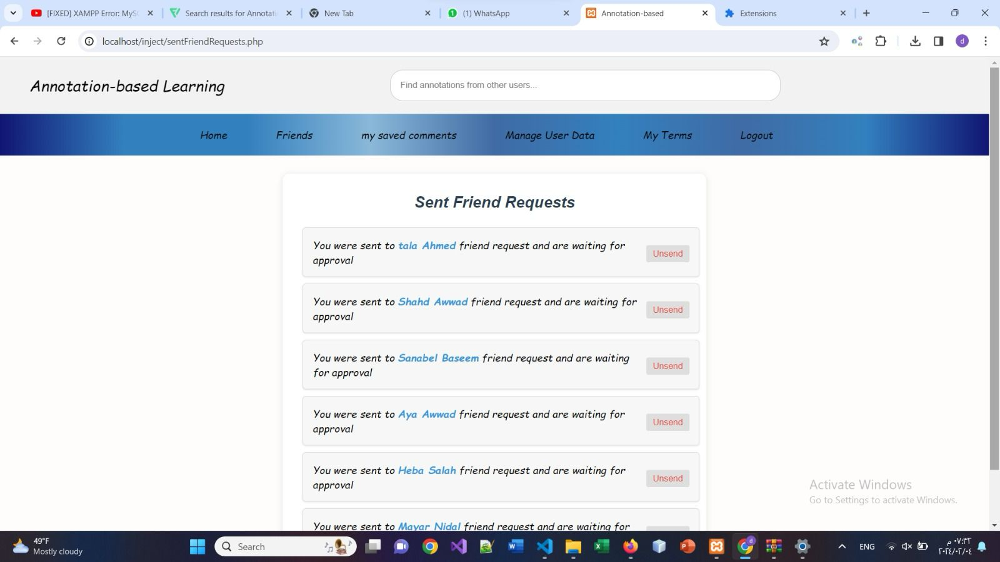 [FIXED] XAMPP Error: MyS
Search results for Annotati
New Tab
(1) WhatsApp
Annotation-based
Extensions
localhost/inject/sentFriendRequests.php
d
Annotation-based Learning
Find annotations from other users...
Home
Friends
my saved comments
Manage User Data
My Terms
Logout
Sent Friend Requests
You were sent to tala Ahmed friend request and are waiting for
approval
Unsend
You were sent to Shahd Awwad friend request and are waiting for
approval
Unsend
You were sent to Sanabel Baseem friend request and are waiting
for approval
Unsend
You were sent to Aya Awwad friend request and are waiting for
approval
Unsend
You were sent to Heba Salah friend request and are waiting for
approval
Unsend
You were sent to Mayar Nidal friend request and are waiting for
Activate Windows
Go to Settings to activate Windows.
49°F
Mostly cloudy
Search
ENG
٠٧:٣٢ م
٢٠٢٤/٠٢/٠٤